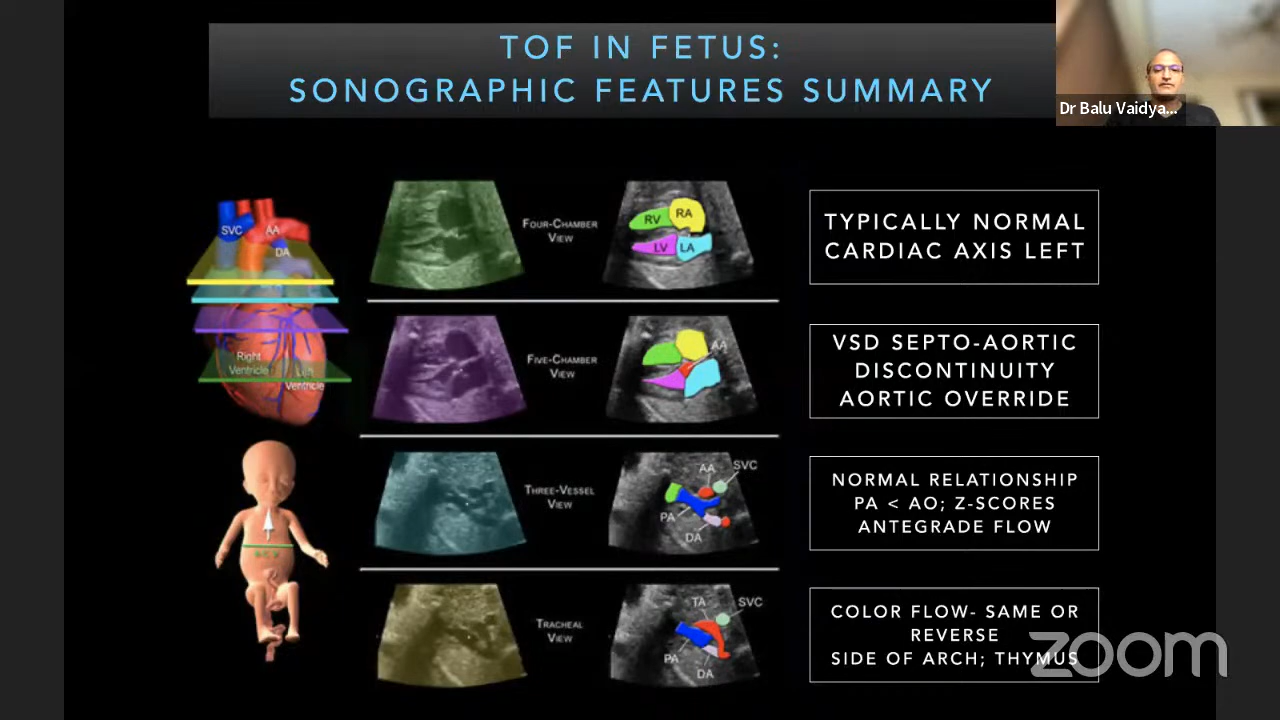 TOF IN FETUS:
SONOGRAPHIC FEATURES SUMMARY
Dr Balu Vaidya...
SVC
AA
DA
Right
Ventricle
Left
Ventricle
FOUR-CHAMBER
VIEW
RV
RA
LV
LA
TYPICALLY NORMAL
CARDIAC AXIS LEFT
FIVE-CHAMBER
VIEW
AA
VSD SEPTO-AORTIC
DISCONTINUITY
AORTIC OVERRIDE
THREE-VESSEL
VIEW
AA
SVC
PA
DA
NORMAL RELATIONSHIP
PA < AO; Z-SCORES
ANTEGRADE FLOW
TRACHEAL
VIEW
TA
SVC
PA
DA
COLOR FLOW- SAME OR
REVERSE
SIDE OF ARCH; THYMUS
zoom